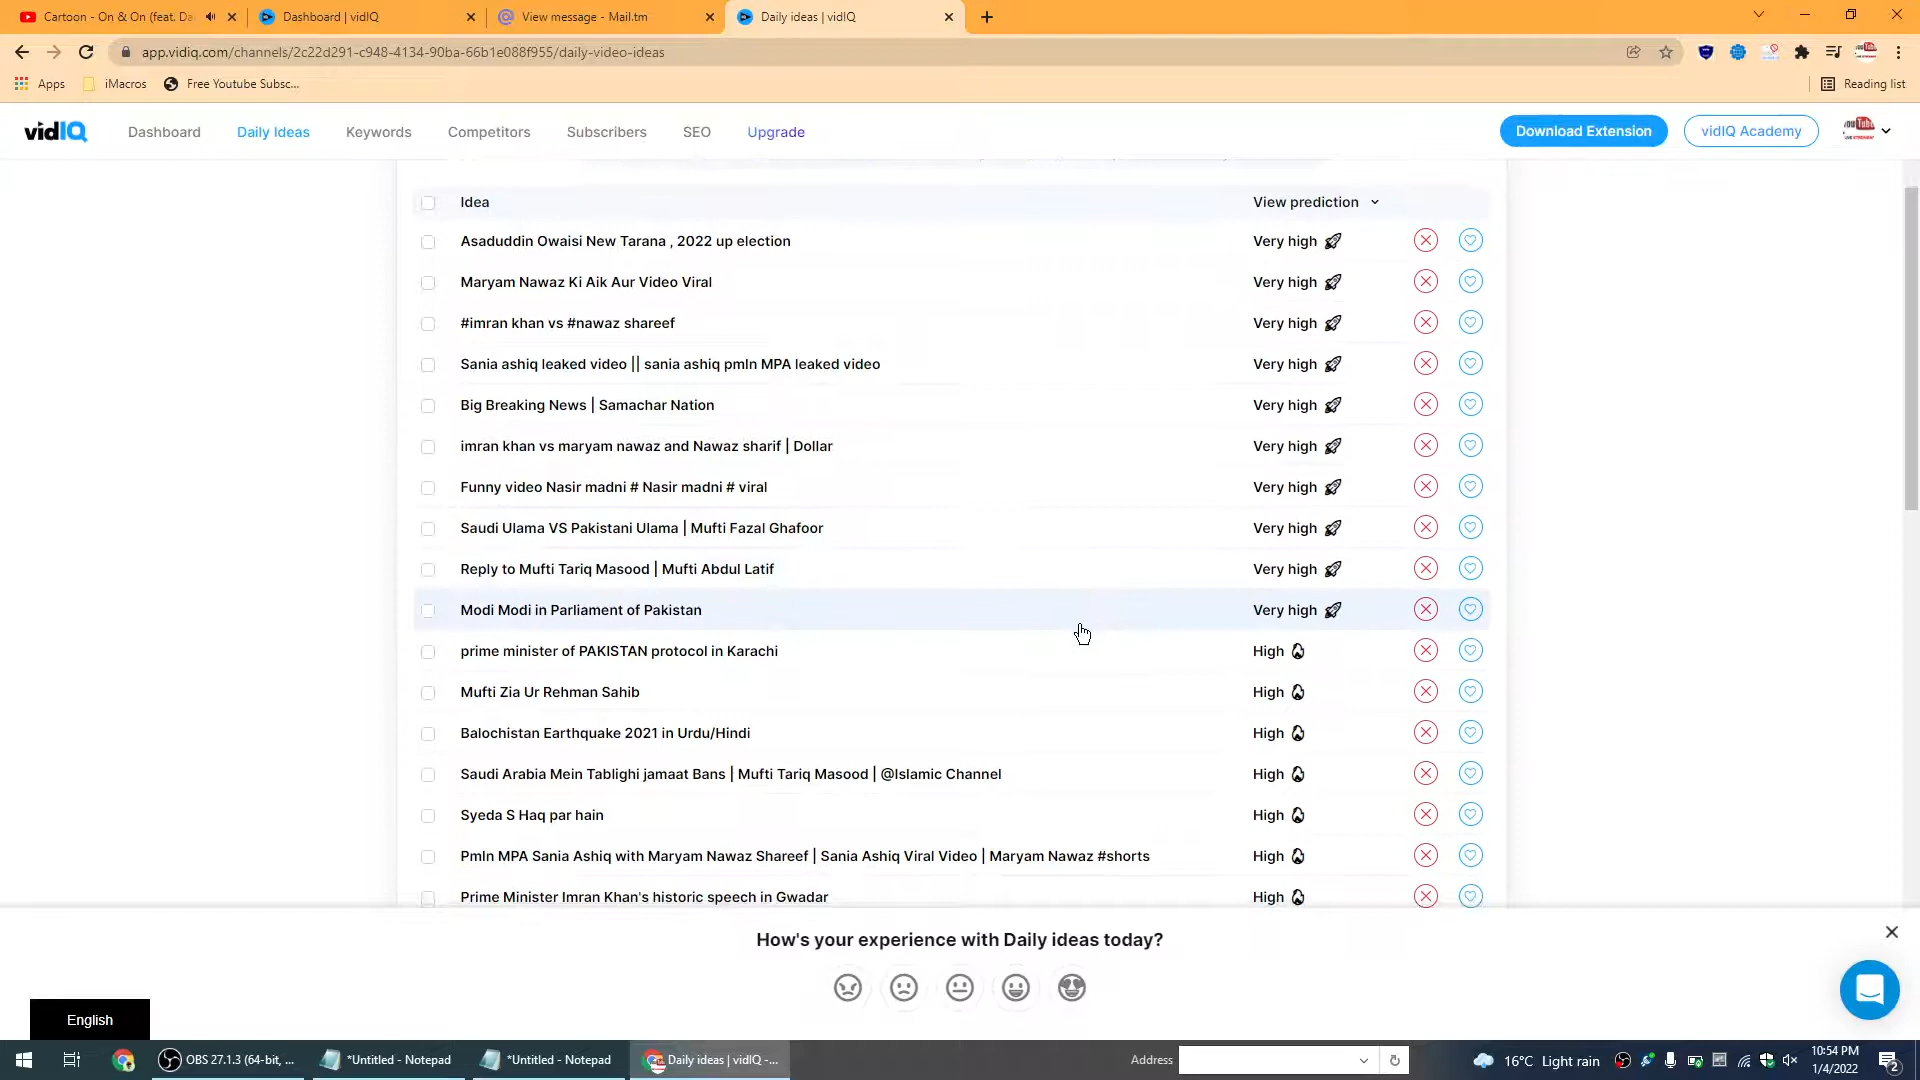 Cartoon - On & On (feat. Da
Dashboard | vidIQ
View message - Mail.tm
Daily ideas | vidIQ
app.vidiq.com/channels/2c22d291-c948-4134-90ba-66b1e088f955/daily-video-ideas
Apps
iMacros
Free Youtube Subsc...
Reading list
vidIQ
Dashboard
Daily Ideas
Keywords
Competitors
Subscribers
SEO
Upgrade
Download Extension
vidIQ Academy
Idea
View prediction
Asaduddin Owaisi New Tarana , 2022 up election
Very high
Maryam Nawaz Ki Aik Aur Video Viral
Very high
#imran khan vs #nawaz shareef
Very high
Sania ashiq leaked video || sania ashiq pmln MPA leaked video
Very high
Big Breaking News | Samachar Nation
Very high
imran khan vs maryam nawaz and Nawaz sharif | Dollar
Very high
Funny video Nasir madni # Nasir madni # viral
Very high
Saudi Ulama VS Pakistani Ulama | Mufti Fazal Ghafoor
Very high
Reply to Mufti Tariq Masood | Mufti Abdul Latif
Very high
Modi Modi in Parliament of Pakistan
Very high
prime minister of PAKISTAN protocol in Karachi
High
Mufti Zia Ur Rehman Sahib
High
Balochistan Earthquake 2021 in Urdu/Hindi
High
Saudi Arabia Mein Tablighi jamaat Bans | Mufti Tariq Masood | @Islamic Channel
High
Syeda S Haq par hain
High
Pmln MPA Sania Ashiq with Maryam Nawaz Shareef | Sania Ashiq Viral Video | Maryam Nawaz #shorts
High
Prime Minister Imran Khan's historic speech in Gwadar
High
How's your experience with Daily ideas today?
English
OBS 27.1.3 (64-bit, ...
*Untitled - Notepad
*Untitled - Notepad
Daily ideas | vidIQ -...
Address
16°C Light rain
10:54 PM
1/4/2022
2